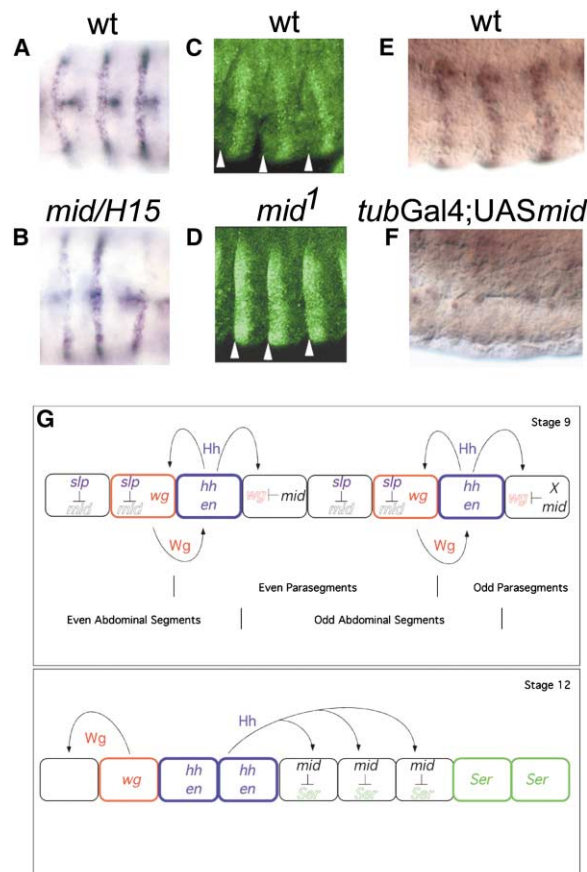 wt wt wt
A C E
mid/H15 mid1 tubGal4;UASmid
B D F
G Stage 9
Hh Hh
slp slp slp slp X
mid mid wg hh en wg mid mid mid wg hh en wg mid
Wg Wg
Even Parasegments Odd Parasegments
Even Abdominal Segments Odd Abdominal Segments
Stage 12
Hh
Wg
wg hh en hh en mid Ser mid Ser mid Ser Ser Ser